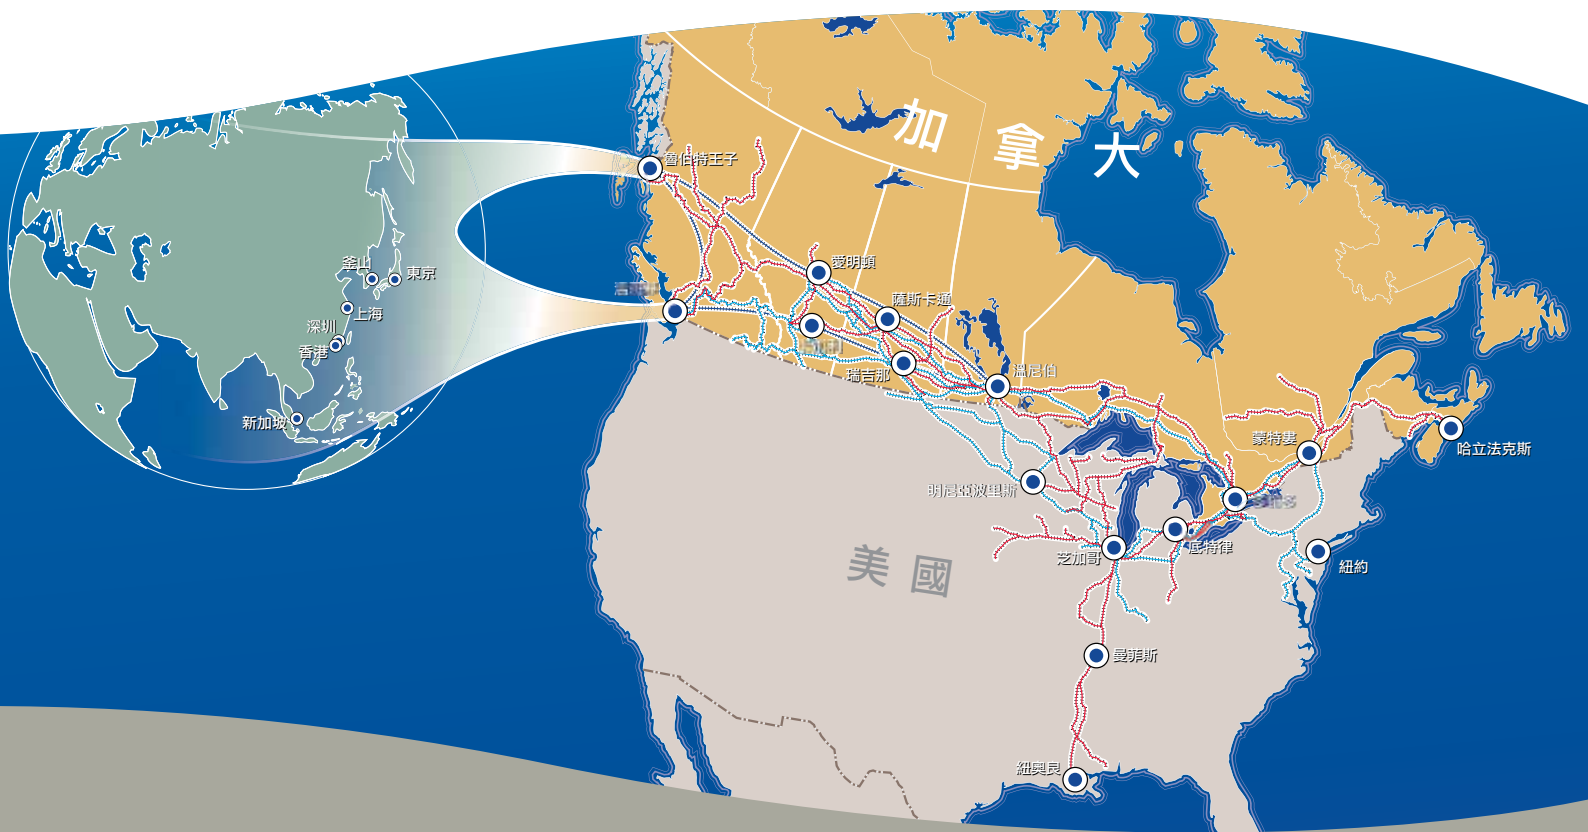 加拿大
魯伯特王子
愛明頓
釜山
東京
薩斯卡通
上海
深圳
香港
溫尼伯
瑞吉那
新加坡
蒙特婁
哈立法克斯
明尼亞波里斯
底特律
芝加哥
紐約
美國
曼菲斯
紐奧良